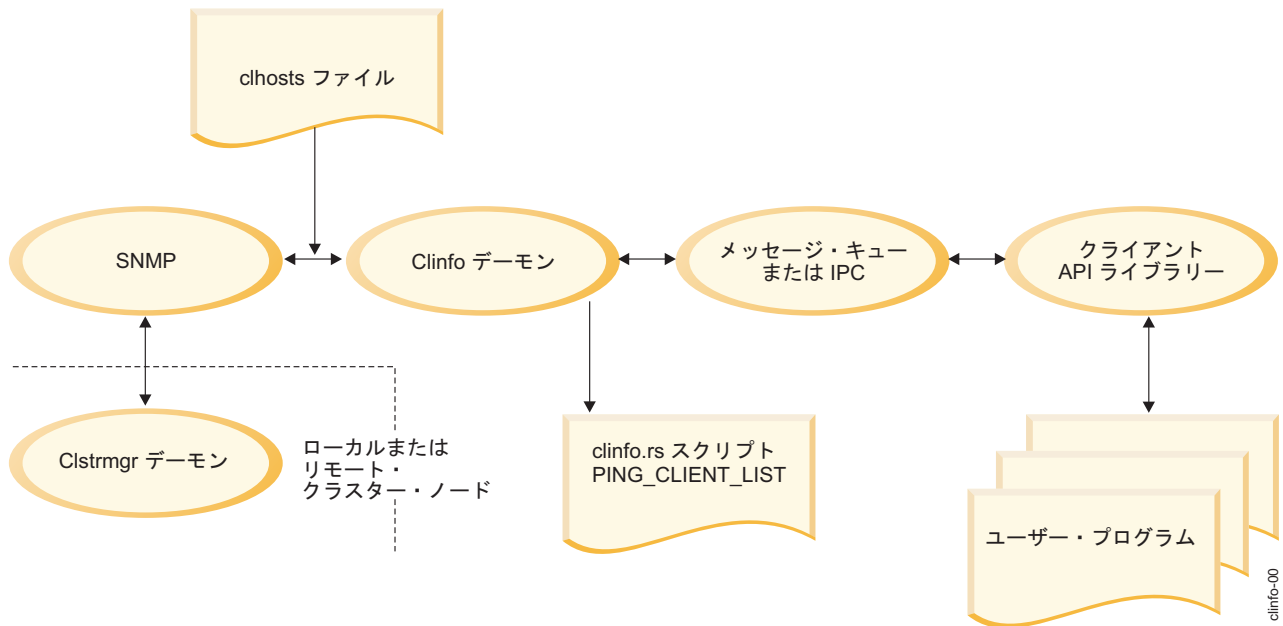 clhosts ファイル
SNMP
Clinfo デーモン
メッセージ・キュー
または IPC
クライアント
API ライブラリー
Clstrmgr デーモン
ローカルまたは
リモート・
クラスター・ノード
clinfo.rs スクリプト
PING_CLIENT_LIST
ユーザー・プログラム
clinfo-00